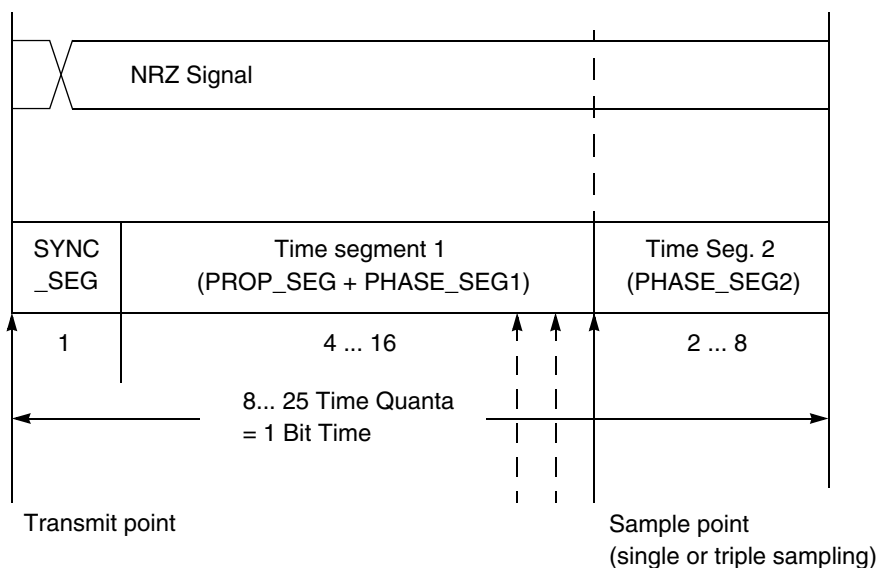 NRZ Signal
SYNC
_SEG
Time segment 1
(PROP_SEG + PHASE_SEG1)
Time Seg. 2
(PHASE_SEG2)
1
4 ... 16
2 ... 8
8... 25 Time Quanta
= 1 Bit Time
Transmit point
Sample point
(single or triple sampling)